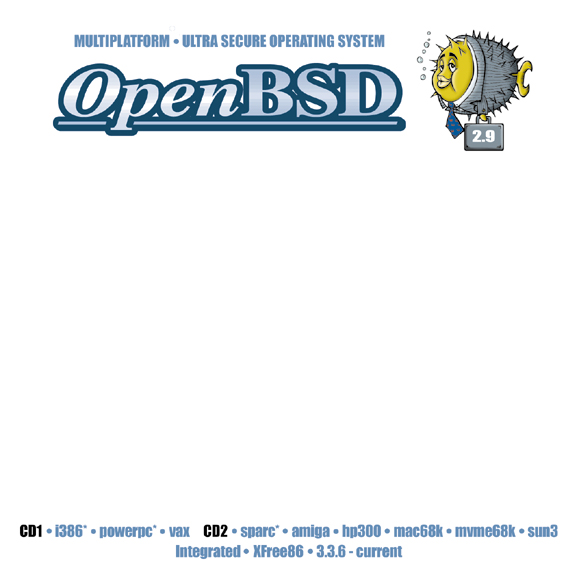 MULTIPLATFORM • ULTRA SECURE OPERATING SYSTEM
OpenBSD
2.9
CD1 • i386* • powerpc* • vax CD2 • sparc* • amiga • hp300 • mac68k • mvme68k • sun3
Integrated • XFree86 • 3.3.6 - current